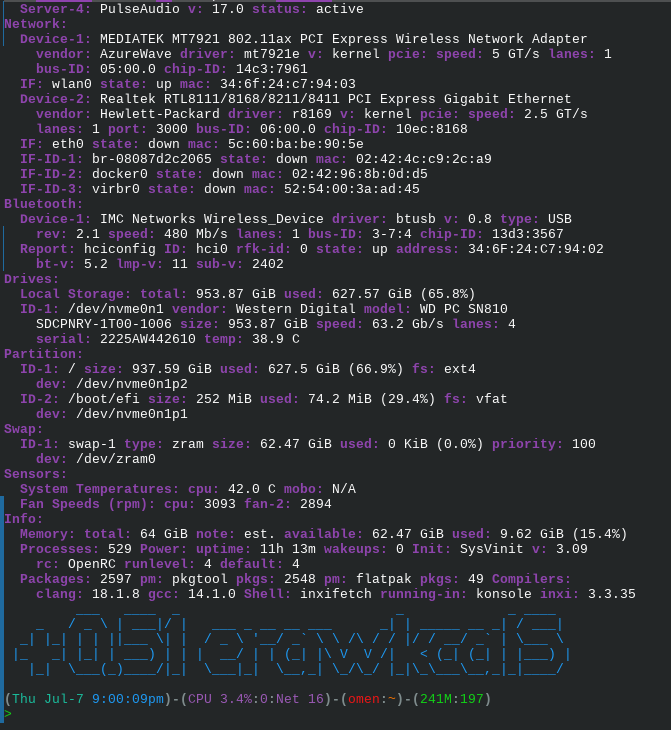 Server-4: PulseAudio v: 17.0 status: active
Network:
Device-1: MEDIATEK MT7921 802.11ax PCI Express Wireless Network Adapter
vendor: AzureWave driver: mt7921e v: kernel pcie: speed: 5 GT/s lanes: 1
bus-ID: 05:00.0 chip-ID: 14c3:7961
IF: wlan0 state: up mac: 34:6f:24:c7:94:03
Device-2: Realtek RTL8111/8168/8211/8411 PCI Express Gigabit Ethernet
vendor: Hewlett-Packard driver: r8169 v: kernel pcie: speed: 2.5 GT/s
lanes: 1 port: 3000 bus-ID: 06:00.0 chip-ID: 10ec:8168
IF: eth0 state: down mac: 5c:60:ba:be:90:5e
IF-ID-1: br-08087d2c2065 state: down mac: 02:42:4c:c9:2c:a9
IF-ID-2: docker0 state: down mac: 02:42:96:8b:0d:d5
IF-ID-3: virbr0 state: down mac: 52:54:00:3a:ad:45
Bluetooth:
Device-1: IMC Networks Wireless_Device driver: btusb v: 0.8 type: USB
rev: 2.1 speed: 480 Mb/s lanes: 1 bus-ID: 3-7:4 chip-ID: 13d3:3567
Report: hciconfig ID: hci0 rfk-id: 0 state: up address: 34:6F:24:C7:94:02
bt-v: 5.2 lmp-v: 11 sub-v: 2402
Drives:
Local Storage: total: 953.87 GiB used: 627.57 GiB (65.8%)
ID-1: /dev/nvme0n1 vendor: Western Digital model: WD PC SN810
SDCPNRY-1T00-1006 size: 953.87 GiB speed: 63.2 Gb/s lanes: 4
serial: 2225AW442610 temp: 38.9 C
Partition:
ID-1: / size: 937.59 GiB used: 627.5 GiB (66.9%) fs: ext4
dev: /dev/nvme0n1p2
ID-2: /boot/efi size: 252 MiB used: 74.2 MiB (29.4%) fs: vfat
dev: /dev/nvme0n1p1
Swap:
ID-1: swap-1 type: zram size: 62.47 GiB used: 0 KiB (0.0%) priority: 100
dev: /dev/zram0
Sensors:
System Temperatures: cpu: 42.0 C mobo: N/A
Fan Speeds (rpm): cpu: 3093 fan-2: 2894
Info:
Memory: total: 64 GiB note: est. available: 62.47 GiB used: 9.62 GiB (15.4%)
Processes: 529 Power: uptime: 11h 13m wakeups: 0 Init: SysVinit v: 3.09
rc: OpenRC runlevel: 4 default: 4
Packages: 2597 pm: pkgtool pkgs: 2548 pm: flatpak pkgs: 49 Compilers:
clang: 18.1.8 gcc: 14.1.0 Shell: inxifetch running-in: konsole inxi: 3.3.35
(Thu Jul-7 9:00:09pm)-(CPU 3.4%:0:Net 16)-(omen:~)-(241M:197)
>